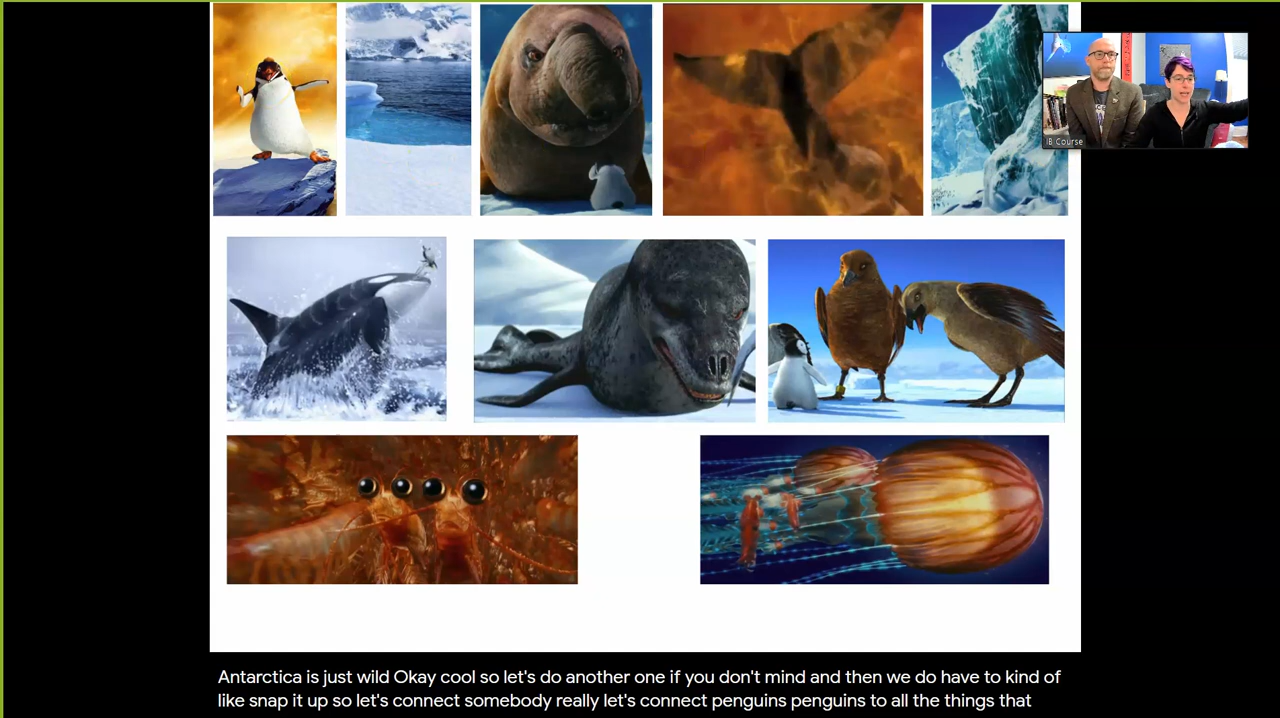 IB Course
Antarctica is just wild Okay cool so let's do another one if you don't mind and then we do have to kind of
like snap it up so let's connect somebody really let's connect penguins penguins to all the things that